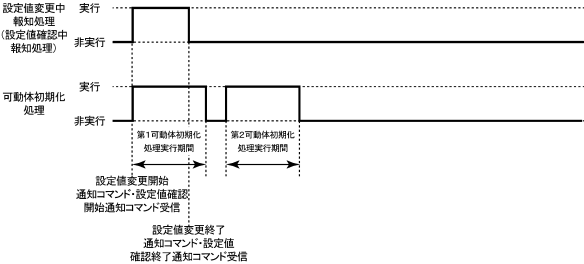 設定値変更中
報知処理
(設定値確認中
報知処理)
実行
非実行
可動体初期化
処理
実行
非実行
第1可動体初期化
処理実行期間
第2可動体初期化
処理実行期間
設定値変更開始
通知コマンド・設定値確認
開始通知コマンド受信
設定値変更終了
通知コマンド・設定値
確認終了通知コマンド受信